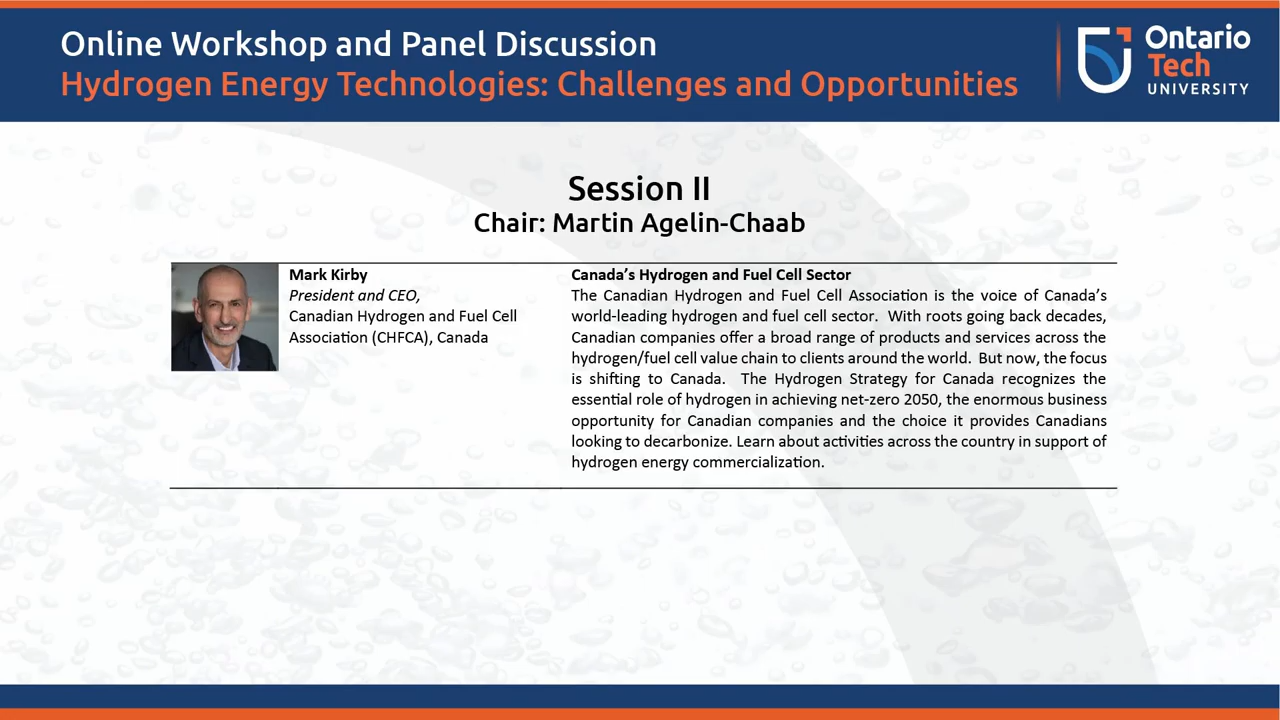 Online Workshop and Panel Discussion
Hydrogen Energy Technologies: Challenges and Opportunities
Ontario
Tech
UNIVERSITY
Session II
Chair: Martin Agelin-Chaab
Mark Kirby
President and CEO,
Canadian Hydrogen and Fuel Cell
Association (CHFCA), Canada
Canada's Hydrogen and Fuel Cell Sector
The Canadian Hydrogen and Fuel Cell Association is the voice of Canada's
world-leading hydrogen and fuel cell sector. With roots going back decades,
Canadian companies offer a broad range of products and services across the
hydrogen/fuel cell value chain to clients around the world. But now, the focus
is shifting to Canada. The Hydrogen Strategy for Canada recognizes the
essential role of hydrogen in achieving net-zero 2050, the enormous business
opportunity for Canadian companies and the choice it provides Canadians
looking to decarbonize. Learn about activities across the country in support of
hydrogen energy commercialization.